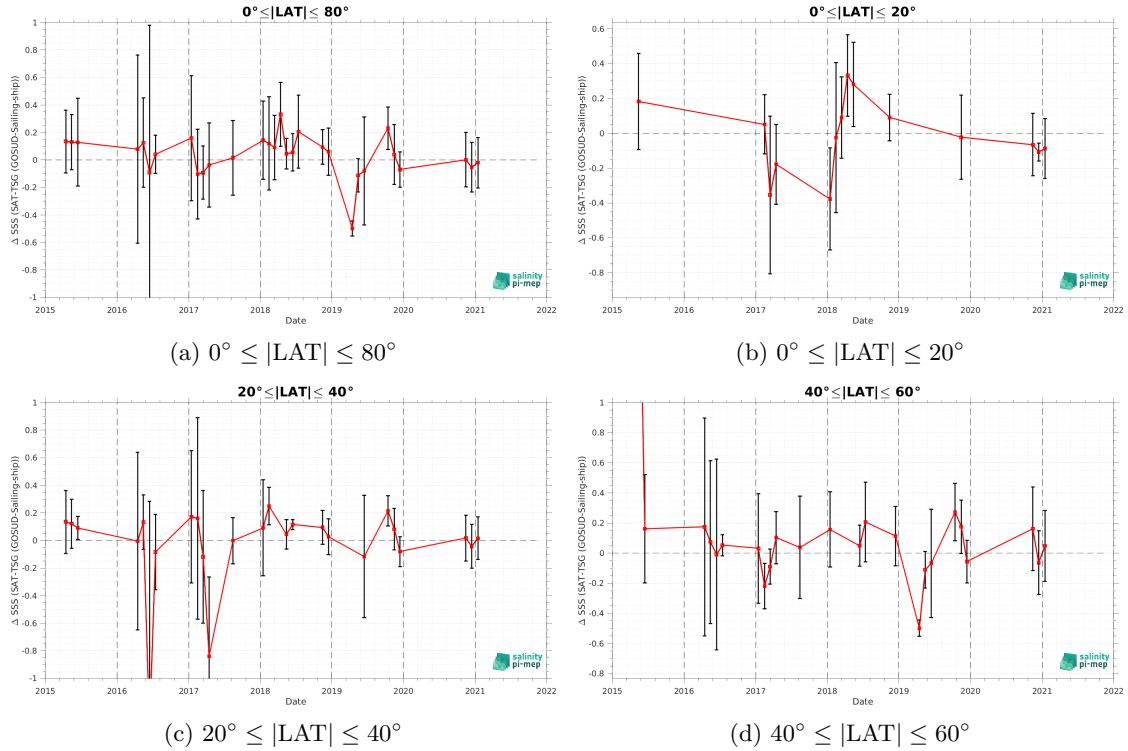 0°≤|LAT|≤ 80°
1
0.8
0.6
0.4
0.2
0
-0.2
-0.4
-0.6
-0.8
-1
Δ SSS (SAT-TSG (GOSUD-Sailing-ship))
2015 2016 2017 2018 2019 2020 2021 2022
Date
salinity
pi-mep
(a) 0° ≤ |LAT| ≤ 80°
0°≤|LAT|≤ 20°
0.6
0.4
0.2
0
-0.2
-0.4
-0.6
-0.8
Δ SSS (SAT-TSG (GOSUD-Sailing-ship))
2015 2016 2017 2018 2019 2020 2021 2022
Date
salinity
pi-mep
(b) 0° ≤ |LAT| ≤ 20°
20°≤|LAT|≤ 40°
1
0.8
0.6
0.4
0.2
0
-0.2
-0.4
-0.6
-0.8
-1
Δ SSS (SAT-TSG (GOSUD-Sailing-ship))
2015 2016 2017 2018 2019 2020 2021 2022
Date
salinity
pi-mep
(c) 20° ≤ |LAT| ≤ 40°
40°≤|LAT|≤ 60°
1
0.8
0.6
0.4
0.2
0
-0.2
-0.4
-0.6
-0.8
Δ SSS (SAT-TSG (GOSUD-Sailing-ship))
2015 2016 2017 2018 2019 2020 2021 2022
Date
salinity
pi-mep
(d) 40° ≤ |LAT| ≤ 60°